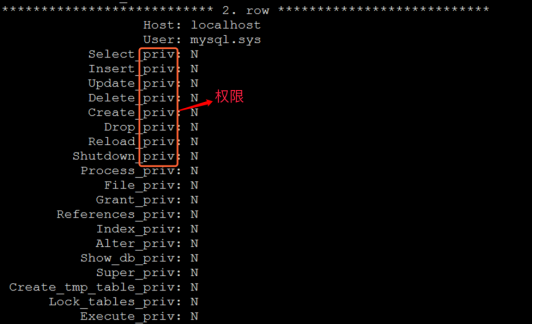 *************************** 2. row ***************************
Host: localhost
User: mysql.sys
Select_priv: N
Insert_priv: N
Update_priv: N
Delete_priv: N
Create_priv: N
Drop_priv: N
Reload_priv: N
Shutdown_priv: N
Process_priv: N
File_priv: N
Grant_priv: N
References_priv: N
Index_priv: N
Alter_priv: N
Show_db_priv: N
Super_priv: N
Create_tmp_table_priv: N
Lock_tables_priv: N
Execute_priv: N
权限